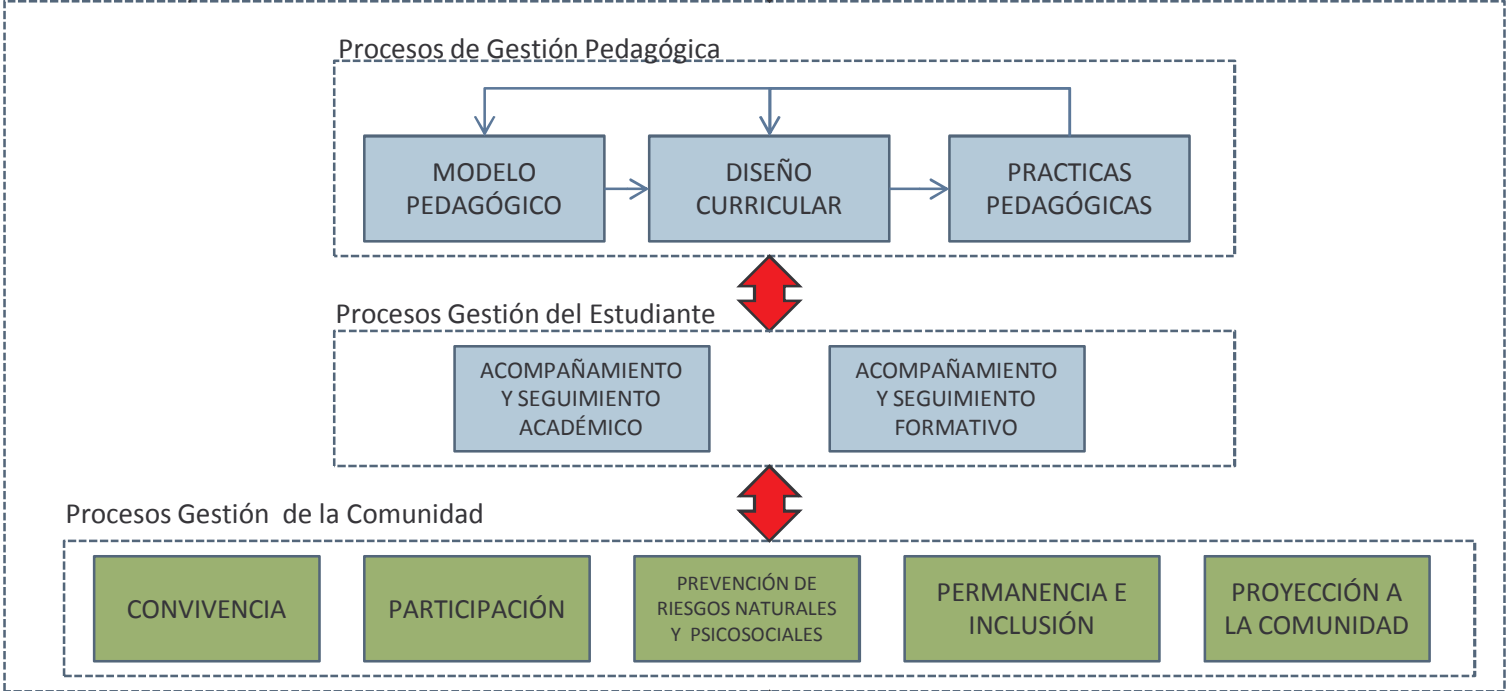 Procesos de Gestión Pedagógica
MODELO
PEDAGÓGICO
DISEÑO
CURRICULAR
PRACTICAS
PEDAGÓGICAS
Procesos Gestión del Estudiante
ACOMPAÑAMIENTO
Y SEGUIMIENTO
ACADÉMICO
ACOMPAÑAMIENTO
Y SEGUIMIENTO
FORMATIVO
Procesos Gestión de la Comunidad
CONVIVENCIA
PARTICIPACIÓN
PREVENCIÓN DE
RIESGOS NATURALES
Y PSICOSOCIALES
PERMANENCIA E
INCLUSIÓN
PROYECCIÓN A
LA COMUNIDAD